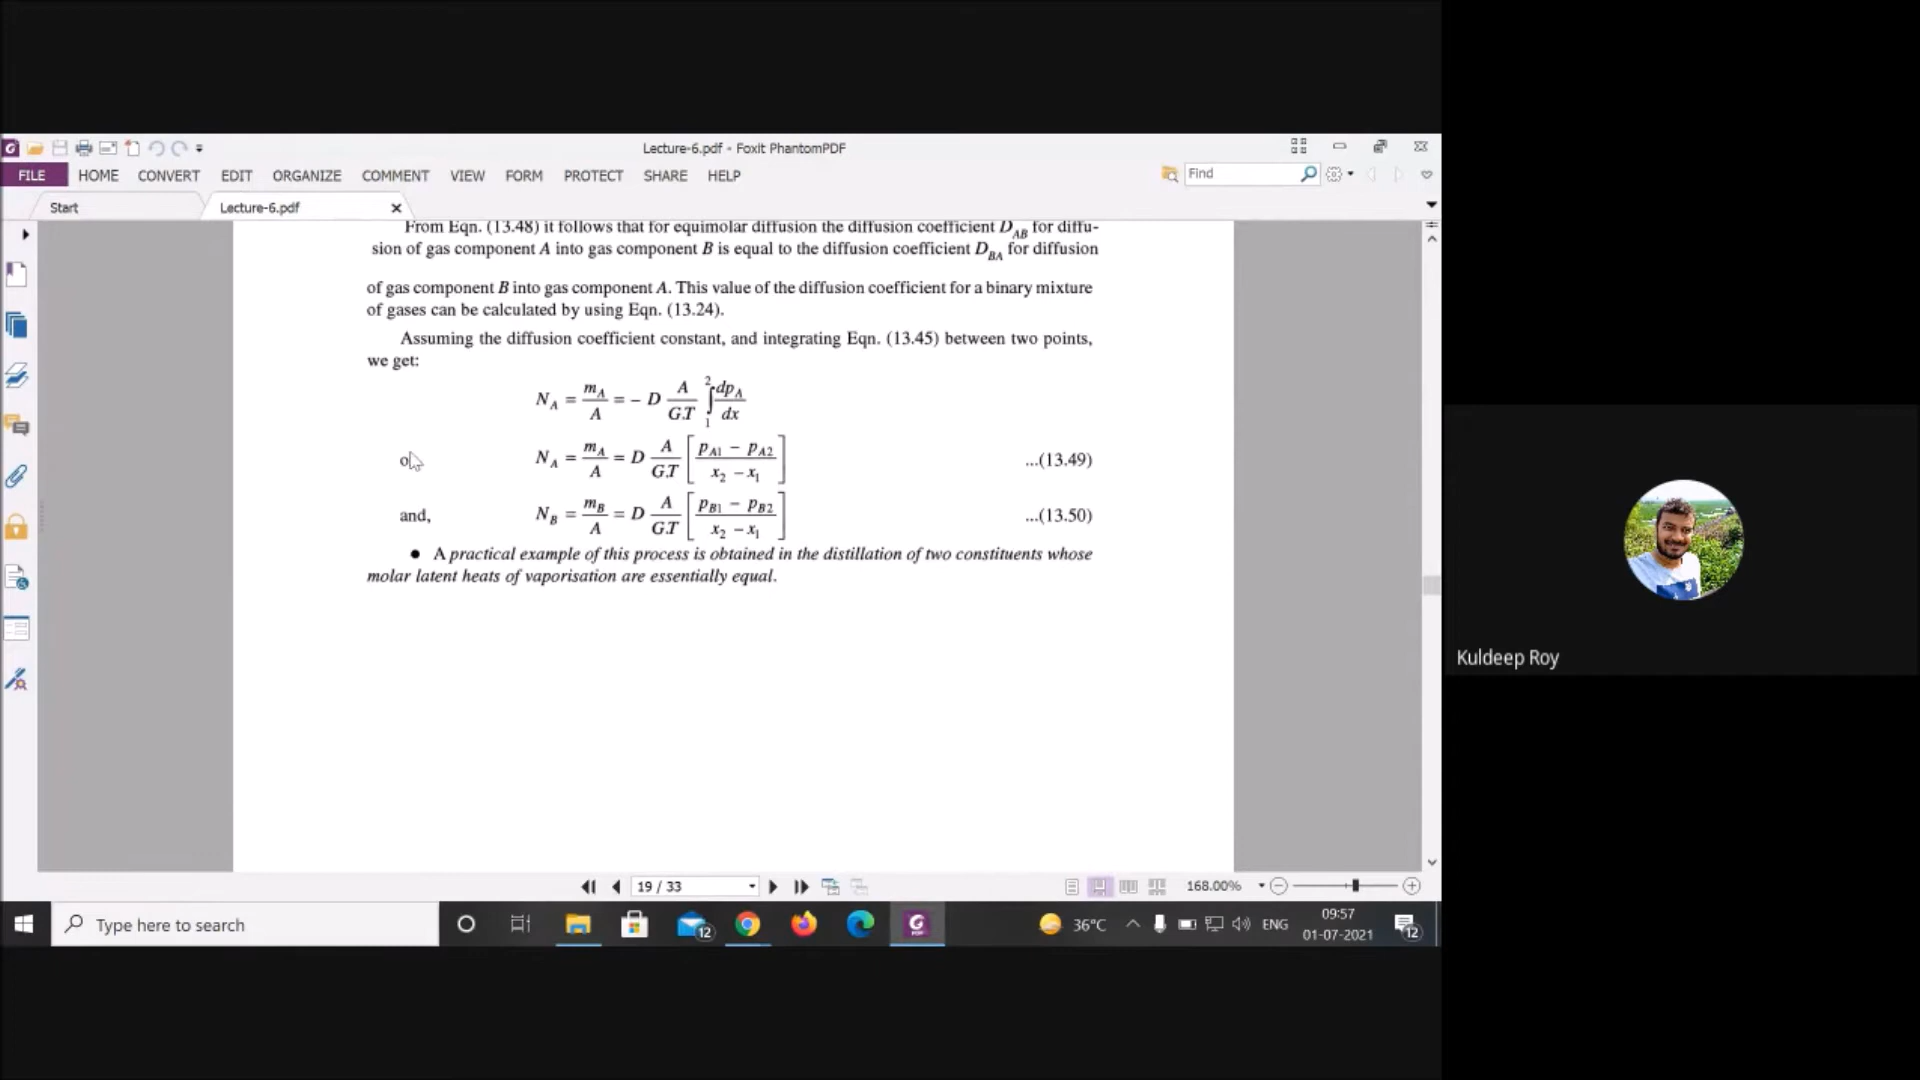 Lecture-6.pdf - Foxit PhantomPDF
FILE HOME CONVERT EDIT ORGANIZE COMMENT VIEW FORM PROTECT SHARE HELP Find
Start Lecture-6.pdf
From Eqn. (13.48) it follows that for equimolar diffusion the diffusion coefficient D_AB for diffu-
sion of gas component A into gas component B is equal to the diffusion coefficient D_BA for diffusion
of gas component B into gas component A. This value of the diffusion coefficient for a binary mixture
of gases can be calculated by using Eqn. (13.24).
Assuming the diffusion coefficient constant, and integrating Eqn. (13.45) between two points,
we get:
N_A = m_A/A = – D A/G.T ∫_1^2 dp_A/dx
o N_A = m_A/A = D A/G.T [p_A1 – p_A2 / x_2 – x_1] ...(13.49)
and, N_B = m_B/A = D A/G.T [p_B1 – p_B2 / x_2 – x_1] ...(13.50)
• A practical example of this process is obtained in the distillation of two constituents whose
molar latent heats of vaporisation are essentially equal.
Kuldeep Roy
19 / 33 168.00%
Type here to search 12 36°C ENG 09:57
01-07-2021 12